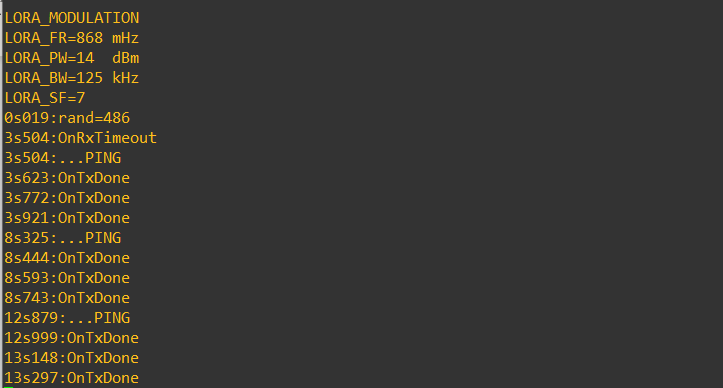 LORA_MODULATION
LORA_FR=868 mHz
LORA_PW=14  dBm
LORA_BW=125 kHz
LORA_SF=7
0s019:rand=486
3s504:OnRxTimeout
3s504:...PING
3s623:OnTxDone
3s772:OnTxDone
3s921:OnTxDone
8s325:...PING
8s444:OnTxDone
8s593:OnTxDone
8s743:OnTxDone
12s879:...PING
12s999:OnTxDone
13s148:OnTxDone
13s297:OnTxDone